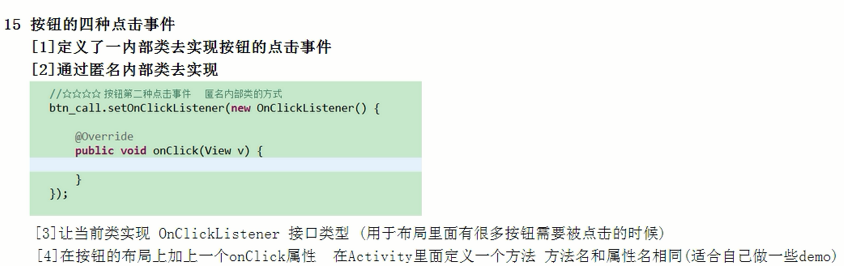 15 按钮的四种点击事件
[1]定义了一内部类去实现按钮的点击事件
[2]通过匿名内部类去实现
//☆☆☆☆ 按钮第二种点击事件  匿名内部类的方式
btn_call.setOnClickListener(new OnClickListener() {
@Override
public void onClick(View v) {
}
});
[3]让当前类实现 OnClickListener 接口类型 (用于布局里面有很多按钮需要被点击的时候)
[4]在按钮的布局上加上一个onClick属性  在Activity里面定义一个方法 方法名和属性名相同(适合自己做一些demo)